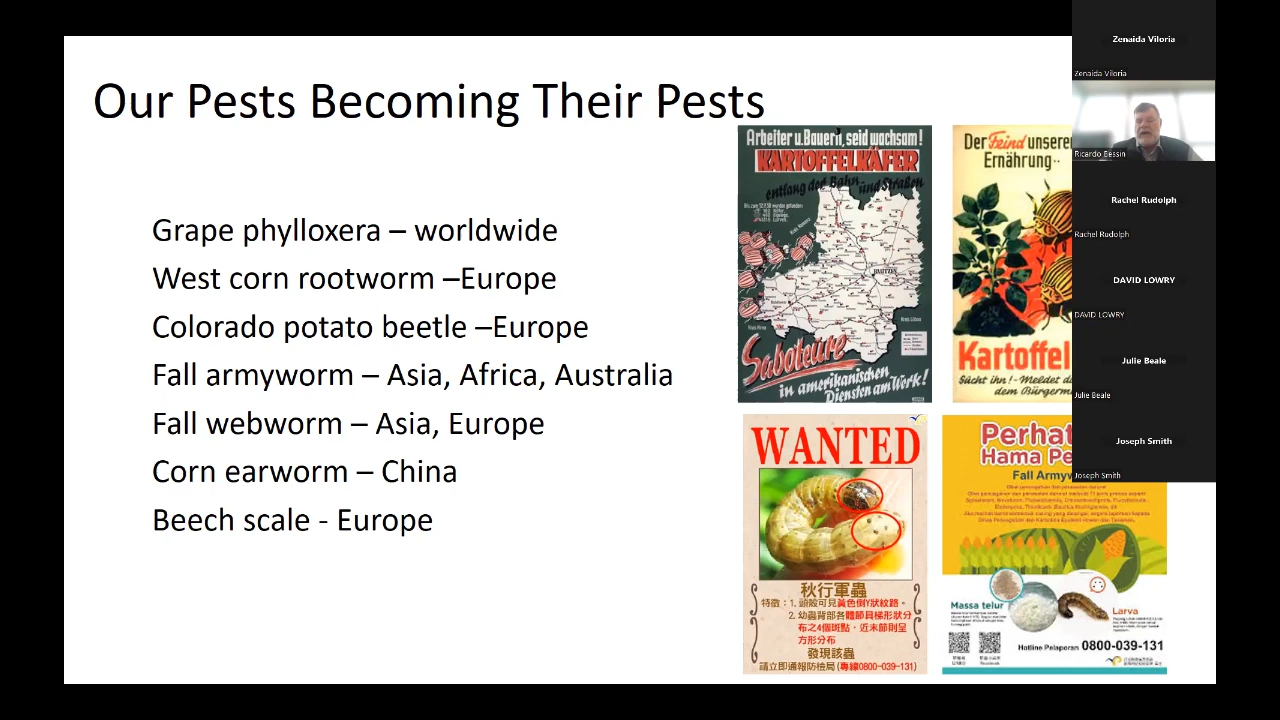 Our Pests Becoming Their Pests
Grape phylloxera – worldwide
West corn rootworm –Europe
Colorado potato beetle –Europe
Fall armyworm – Asia, Africa, Australia
Fall webworm – Asia, Europe
Corn earworm – China
Beech scale - Europe
Arbeiter u. Bauern, seid wachsam!
KARTOFFELKÄFER
entlang der Bahn und Straßen
Saboteure
in amerikanischen
Diensten am Werk!
Der Feind unserer
Ernährung
Kartoffel
Sücht ihn! - Meldet
dem Bürgerm
WANTED
秋行軍蟲
特徵：1. 頭殼可見黃色倒Y狀紋路。
2. 幼蟲背部各體節具梯形狀分
布之4個斑點，近末節則呈
方形分布
發現該蟲
請立即通報防檢局(專線0800-039-131)
Perhat
Hama Pe
Fall Armyw
Massa telur
Larva
Hotline Pelaporan 0800-039-131
Zenaida Viloria
Zenaida Viloria
Ricardo Bessin
Rachel Rudolph
Rachel Rudolph
DAVID LOWRY
DAVID LOWRY
Julie Beale
Julie Beale
Joseph Smith
Joseph Smith